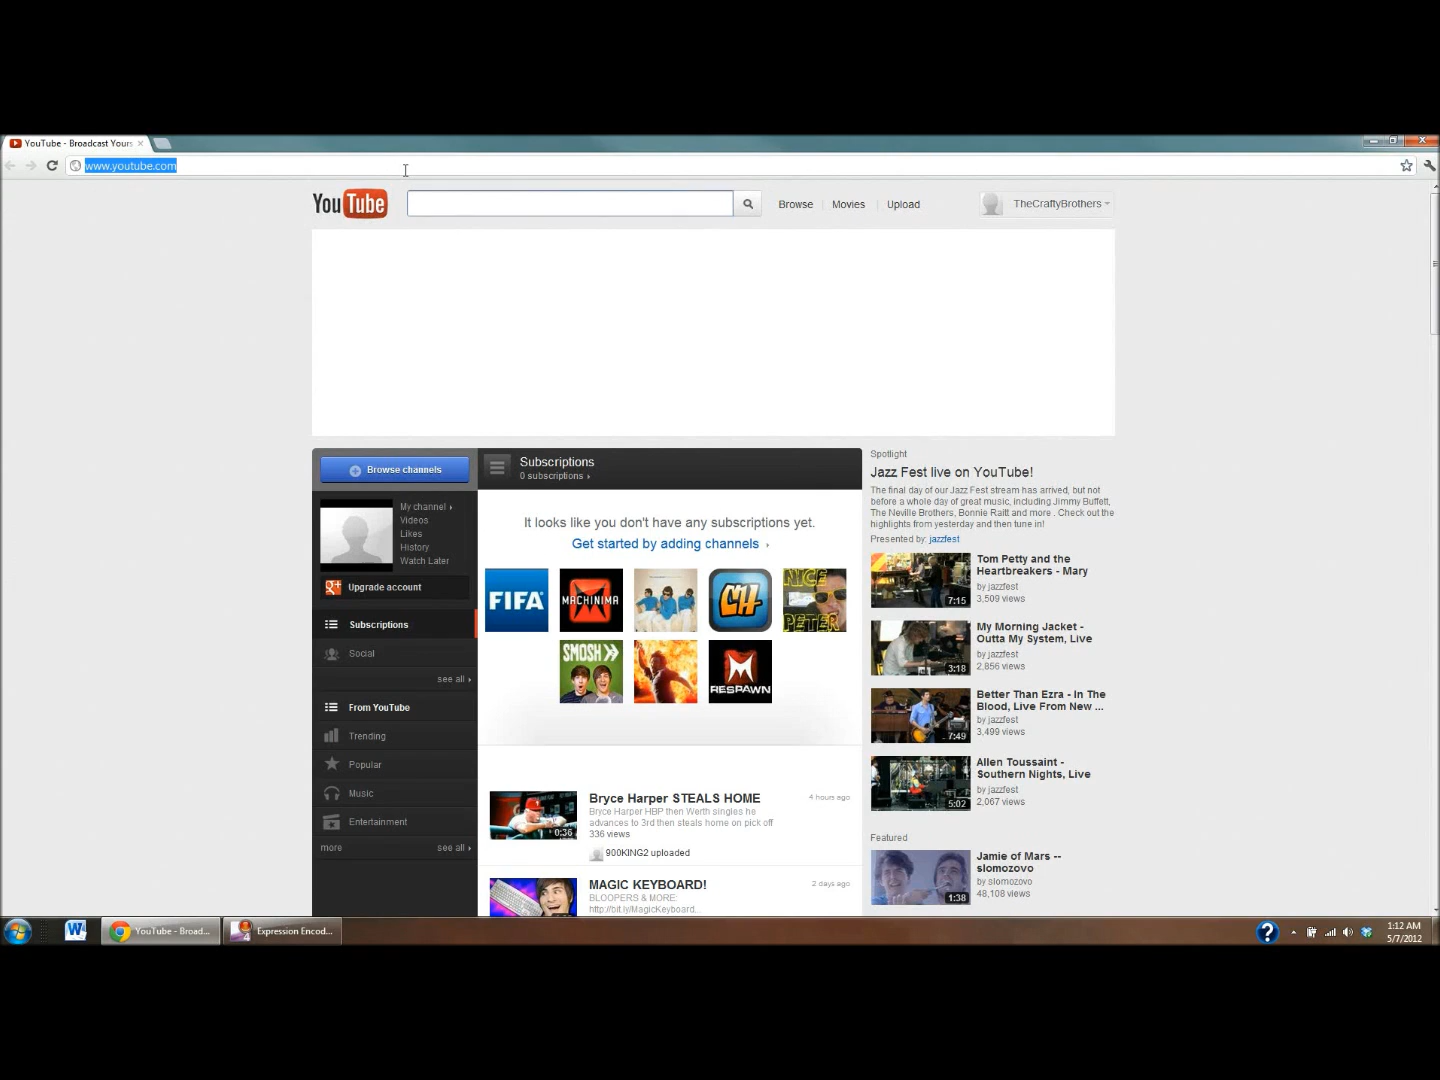 YouTube - Broadcast Yours
www.youtube.com
YouTube
Browse
Movies
Upload
TheCraftyBrothers
Browse channels
My channel
Videos
Likes
History
Watch Later
Upgrade account
Subscriptions
Social
see all
From YouTube
Trending
Popular
Music
Entertainment
more
see all
Subscriptions
0 subscriptions
It looks like you don't have any subscriptions yet.
Get started by adding channels
FIFA
MACHINIMA
CH
NICE
PETER
SMOSH
RESPAWN
Bryce Harper STEALS HOME
4 hours ago
Bryce Harper HBP then Werth singles he
advances to 3rd then steals home on pick off
336 views
0:36
900KING2 uploaded
MAGIC KEYBOARD!
2 days ago
BLOOPERS & MORE:
http://bit.ly/MagicKeyboard.
Spotlight
Jazz Fest live on YouTube!
The final day of our Jazz Fest stream has arrived, but not
before a whole day of great music, including Jimmy Buffett,
The Neville Brothers, Bonnie Raitt and more . Check out the
highlights from yesterday and then tune in!
Presented by: jazzfest
Tom Petty and the
Heartbreakers - Mary
by jazzfest
3,509 views
7:15
My Morning Jacket -
Outta My System, Live
by jazzfest
2,856 views
3:18
Better Than Ezra - In The
Blood, Live From New ...
by jazzfest
3,499 views
7:49
Allen Toussaint -
Southern Nights, Live
by jazzfest
2,067 views
5:02
Featured
Jamie of Mars --
slomozovo
by slomozovo
48,108 views
1:38
YouTube - Broad...
Expression Encod...
1:12 AM
5/7/2012